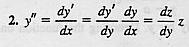 2. y″ = dy′/dx = dy′/dy dy/dx = dz/dy z